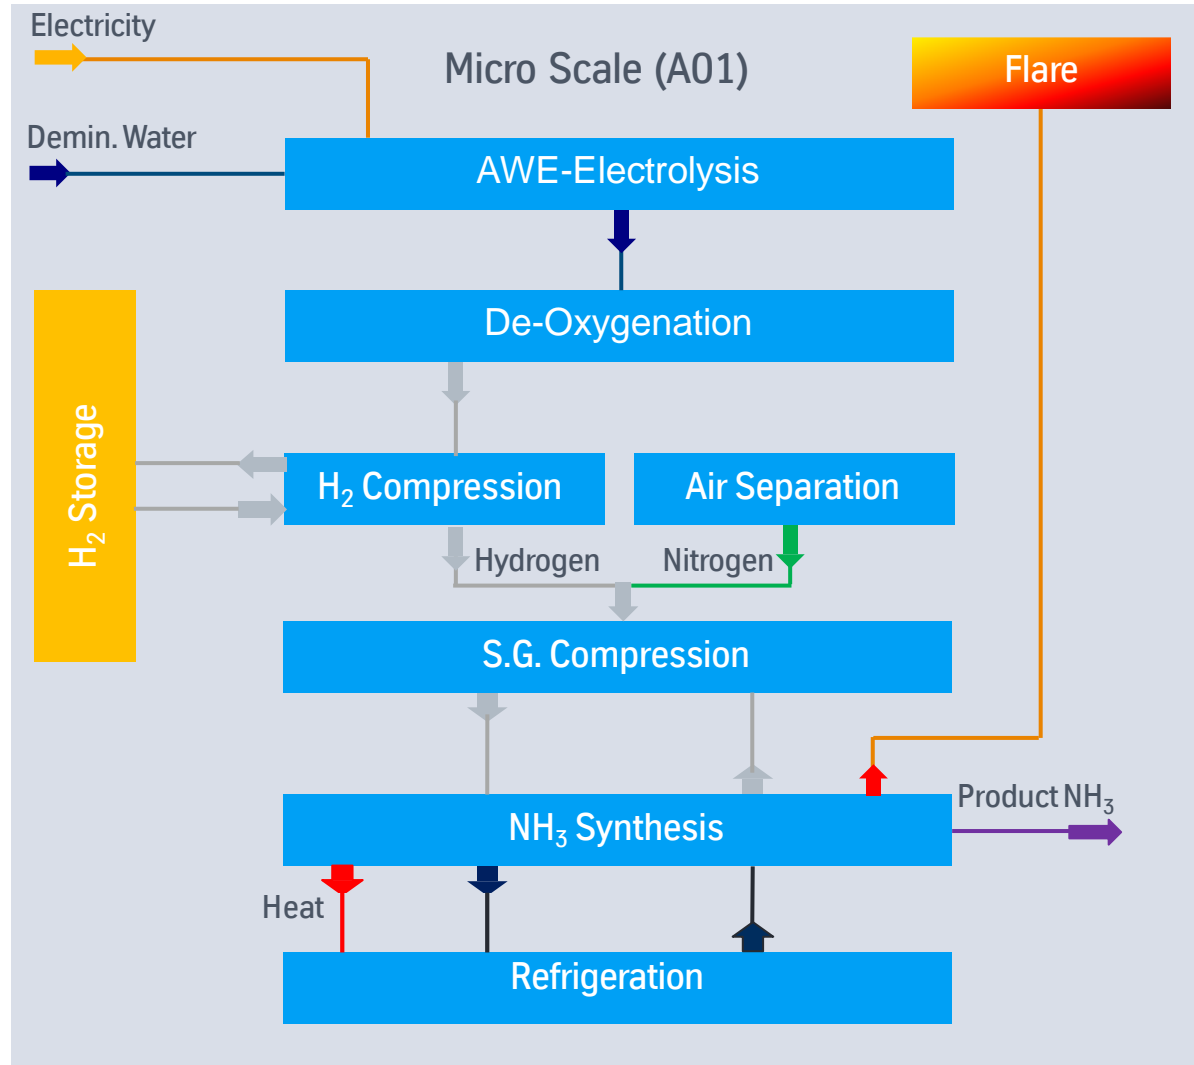 Electricity
Micro Scale (A01)
Flare
Demin. Water
AWE-Electrolysis
De-Oxygenation
H₂ Storage
H₂ Compression
Air Separation
Hydrogen
Nitrogen
S.G. Compression
Product NH₃
NH₃ Synthesis
Heat
Refrigeration